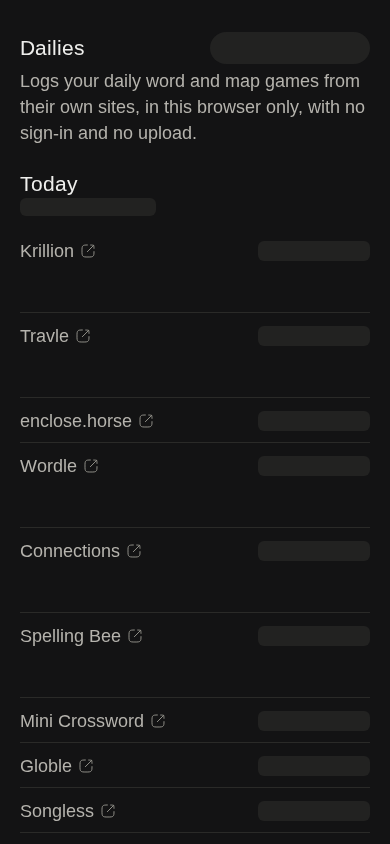 Dailies
Logs your daily word and map games from
their own sites, in this browser only, with no
sign-in and no upload.
Today
Krillion
Travle
enclose.horse
Wordle
Connections
Spelling Bee
Mini Crossword
Globle
Songless